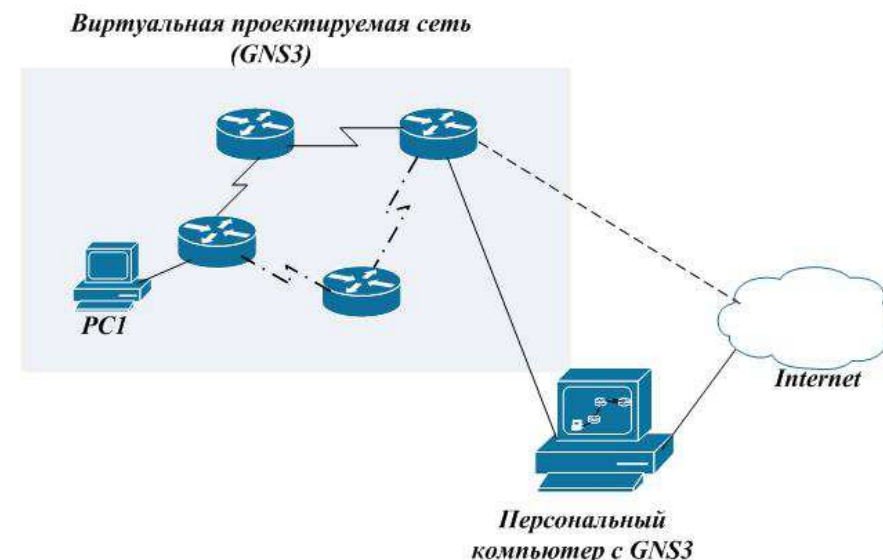 Виртуальная проектируемая сеть
(GNS3)
PC1
Internet
Персональный
компьютер с GNS3